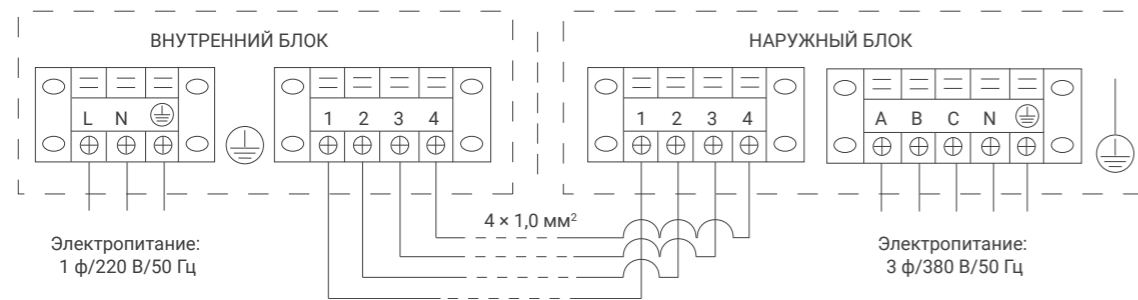 ВНУТРЕННИЙ БЛОК
НАРУЖНЫЙ БЛОК
L N
1 2 3 4
1 2 3 4
A B C N
4 × 1,0 мм²
Электропитание:
1 ф/220 В/50 Гц
Электропитание:
3 ф/380 В/50 Гц